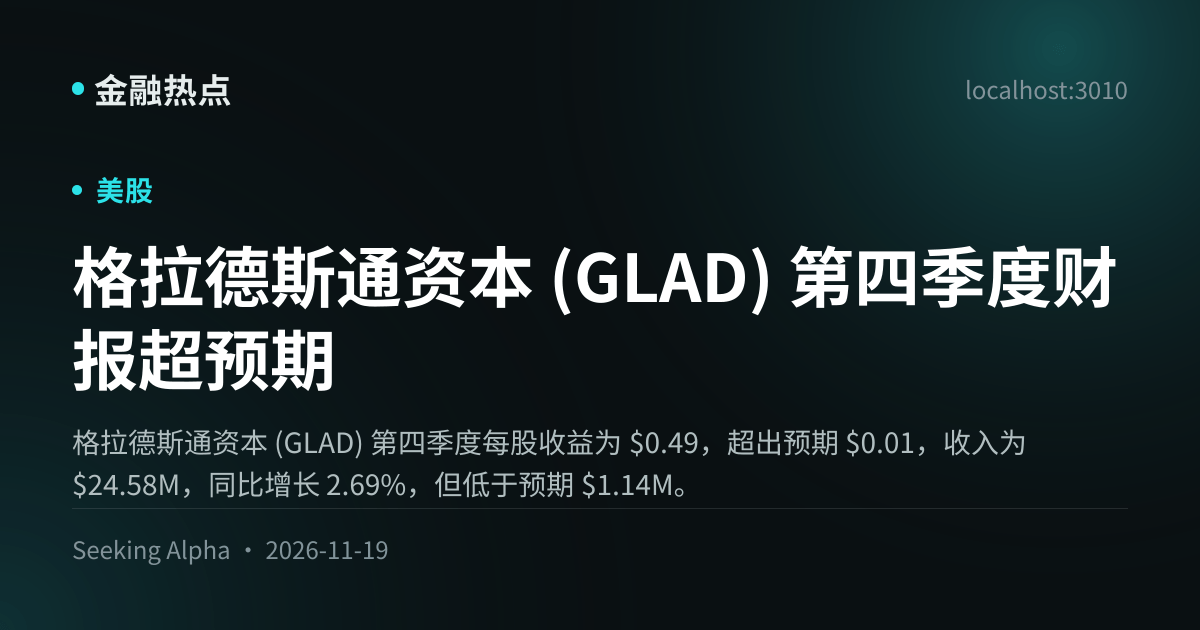 金融热点
localhost:3010
美股
格拉德斯通资本 (GLAD) 第四季度财
报超预期
格拉德斯通资本 (GLAD) 第四季度每股收益为 $0.49，超出预期 $0.01，收入为
$24.58M，同比增长 2.69%，但低于预期 $1.14M。
Seeking Alpha · 2026-11-19